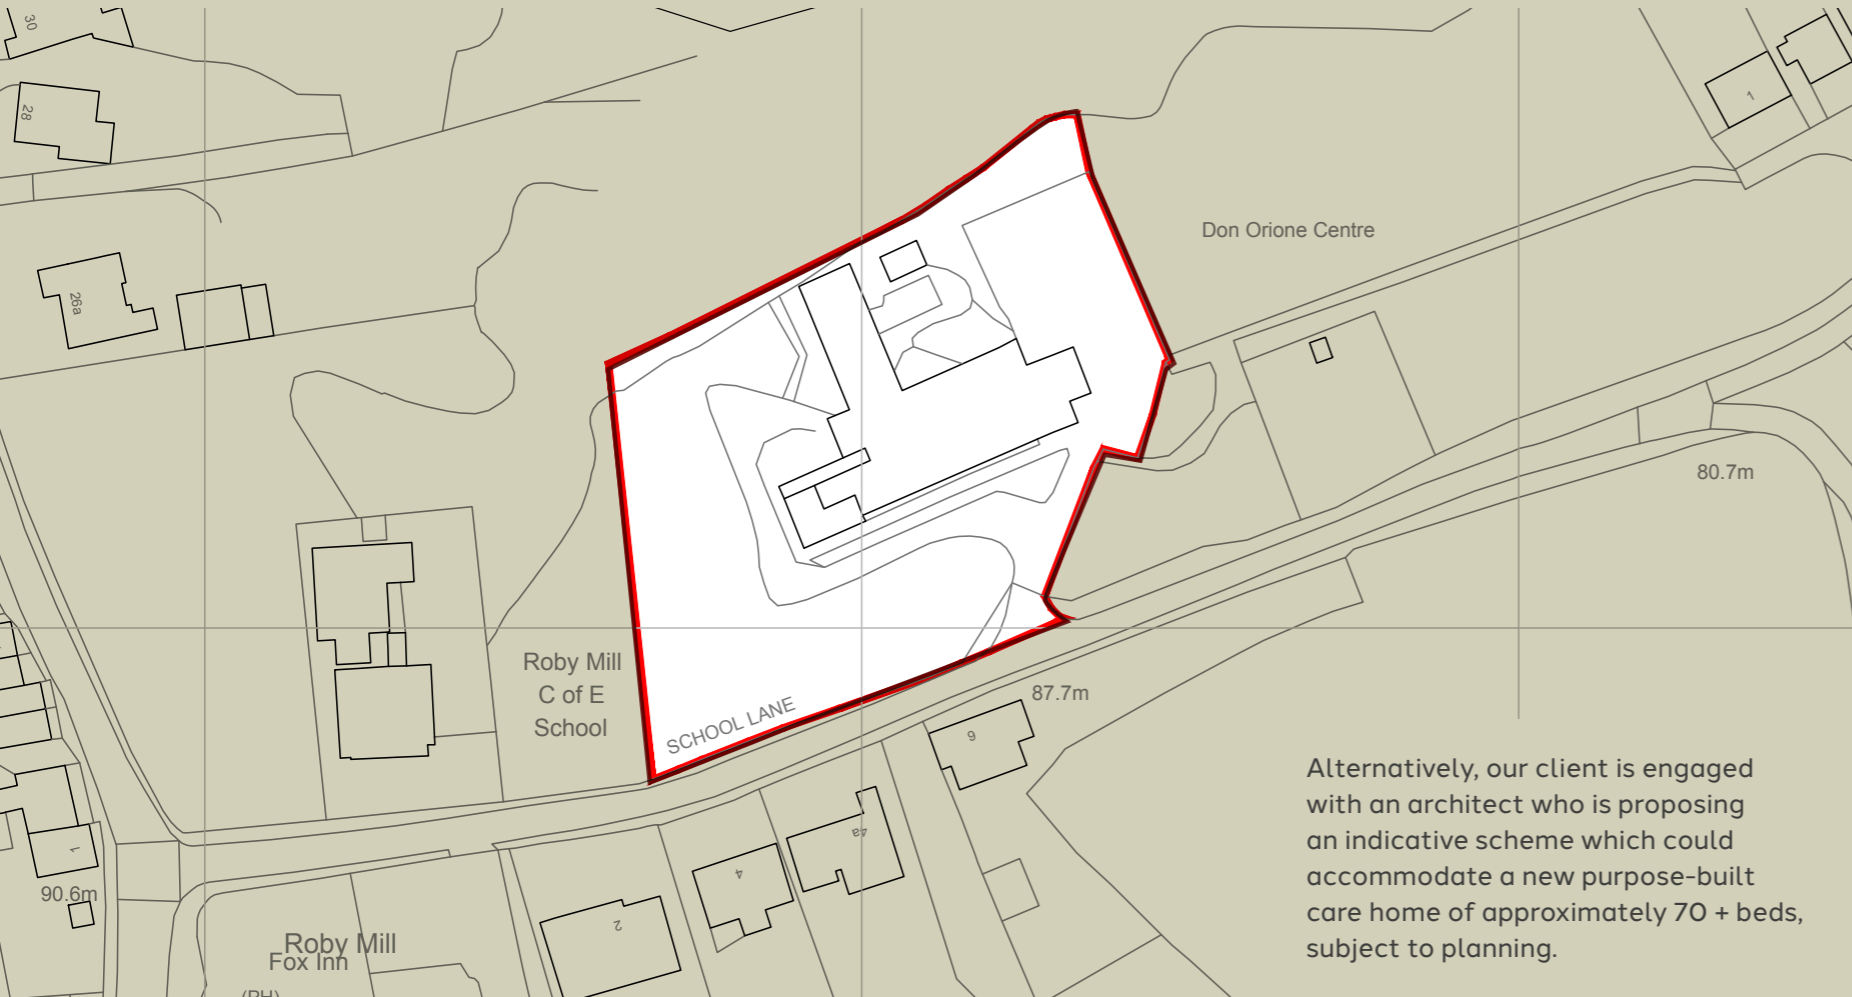 30
28
26a
1
Don Orione Centre
80.7m
Roby Mill
C of E
School
SCHOOL LANE
87.7m
6
4a
4
2
1
90.6m
Roby Mill
Fox Inn
(PH)
Alternatively, our client is engaged
with an architect who is proposing
an indicative scheme which could
accommodate a new purpose-built
care home of approximately 70 + beds,
subject to planning.